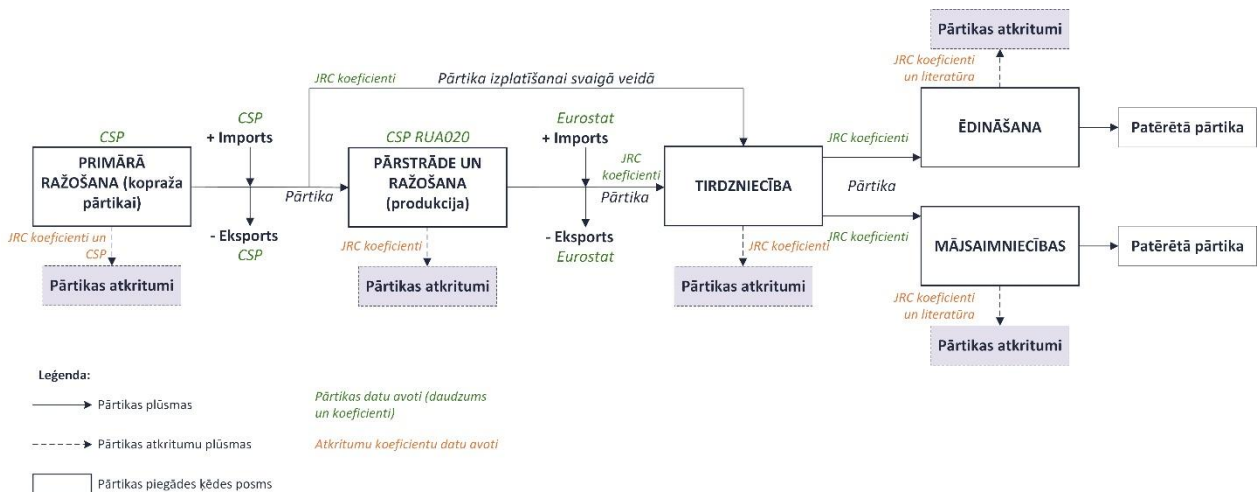 Pārtikas atkritumi
JRC koeficienti
un literatūra
JRC koeficienti
Pārtika izplatīšanai svaigā veidā
CSP
CSP
+ Imports
CSP RUA020
Eurostat
+ Imports
ĒDINĀŠANA
Patērētā pārtika
JRC koeficienti
PRIMĀRĀ
RAŽOŠANA (kopraža
pārtikai)
Pārtika
PĀRSTRĀDE UN
RAŽOŠANA
(produkcija)
JRC
koeficienti
Pārtika
TIRDZNIECĪBA
Pārtika
JRC koeficienti un
CSP
- Eksports
CSP
JRC koeficienti
- Eksports
Eurostat
JRC koeficienti
JRC koeficienti
MĀJSAIMNIECĪBAS
Patērētā pārtika
Pārtikas atkritumi
Pārtikas atkritumi
Pārtikas atkritumi
JRC koeficienti
un literatūra
Pārtikas atkritumi
Leģenda:
Pārtikas plūsmas
Pārtikas datu avoti (daudzums
un koeficienti)
Pārtikas atkritumu plūsmas
Atkritumu koeficientu datu avoti
Pārtikas piegādes ķēdes posms